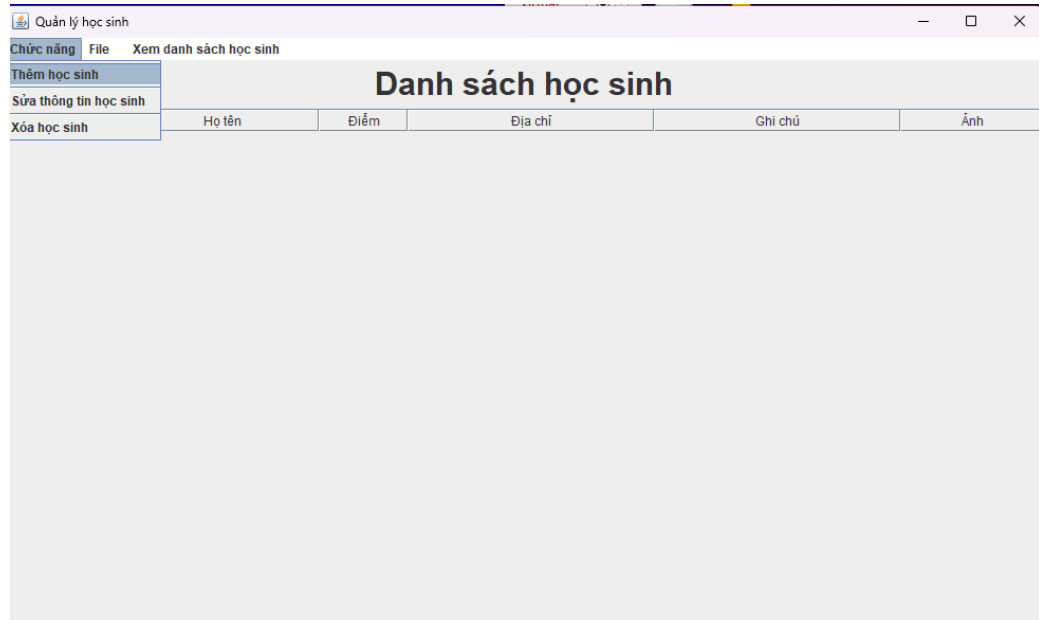 Quản lý học sinh
Chức năng File Xem danh sách học sinh
Thêm học sinh
Sửa thông tin học sinh
Xóa học sinh
Danh sách học sinh
Họ tên Điểm Địa chỉ Ghi chú Ảnh